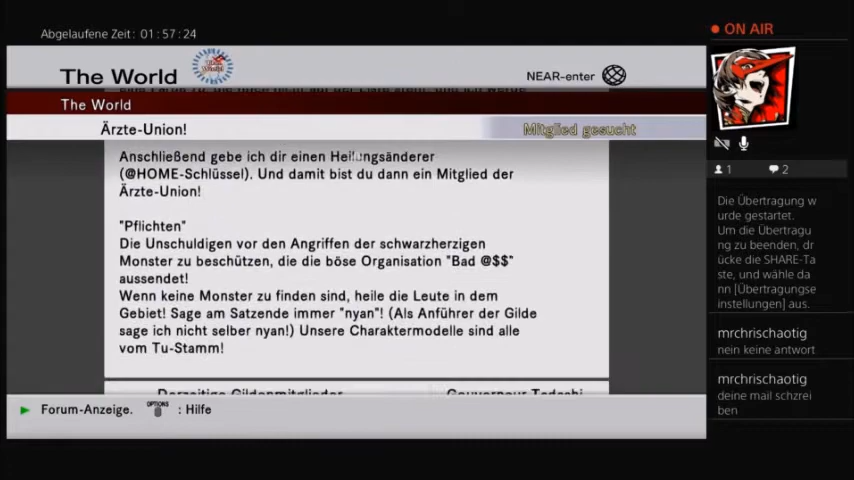 Abgelaufene Zeit: 01:57:24
ON AIR
The World
NEAR-enter
The World
Ärzte-Union!
Mitglied gesucht
Anschließend gebe ich dir einen Heilungsänderer
(@HOME-Schlüssel). Und damit bist du dann ein Mitglied der
Ärzte-Union!
"Pflichten"
Die Unschuldigen vor den Angriffen der schwarzherzigen
Monster zu beschützen, die die böse Organisation "Bad @$$"
aussendet!
Wenn keine Monster zu finden sind, heile die Leute in dem
Gebiet! Sage am Satzende immer "nyan"! (Als Anführer der Gilde
sage ich nicht selber nyan!) Unsere Charaktermodelle sind alle
vom Tu-Stamm!
Derzeitige Gildenmitglieder
Gouverneur Tedeshi
Forum-Anzeige.
OPTIONS
: Hilfe
1
2
Die Übertragung w
urde gestartet.
Um die Übertragu
ng zu beenden, dr
ücke die SHARE-Ta
ste, und wähle da
nn [Übertragungse
instellungen] aus.
mrchrischaotig
nein keine antwort
mrchrischaotig
deine mail schzrei
ben